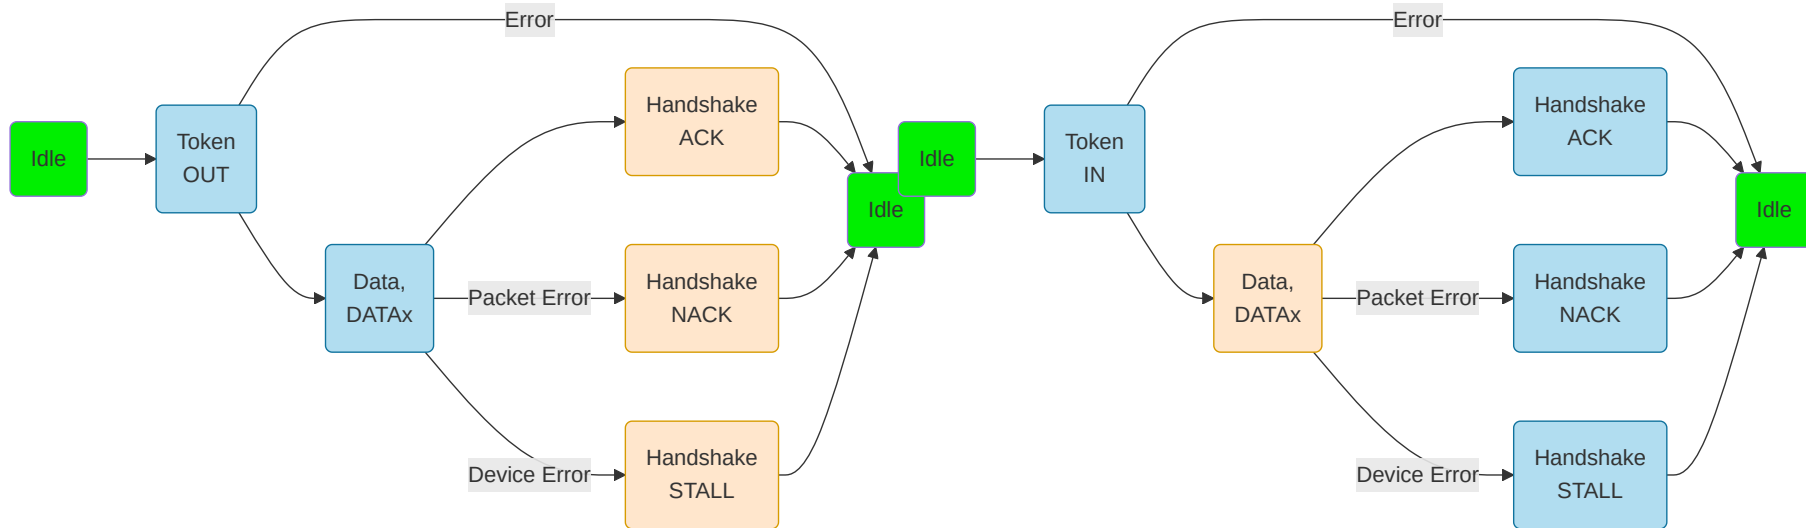 Error
Handshake
ACK
Idle
Token
OUT
Idle
Data,
DATAx
Packet Error
Handshake
NACK
Device Error
Handshake
STALL
Error
Idle
Token
IN
Handshake
ACK
Idle
Data,
DATAx
Packet Error
Handshake
NACK
Device Error
Handshake
STALL